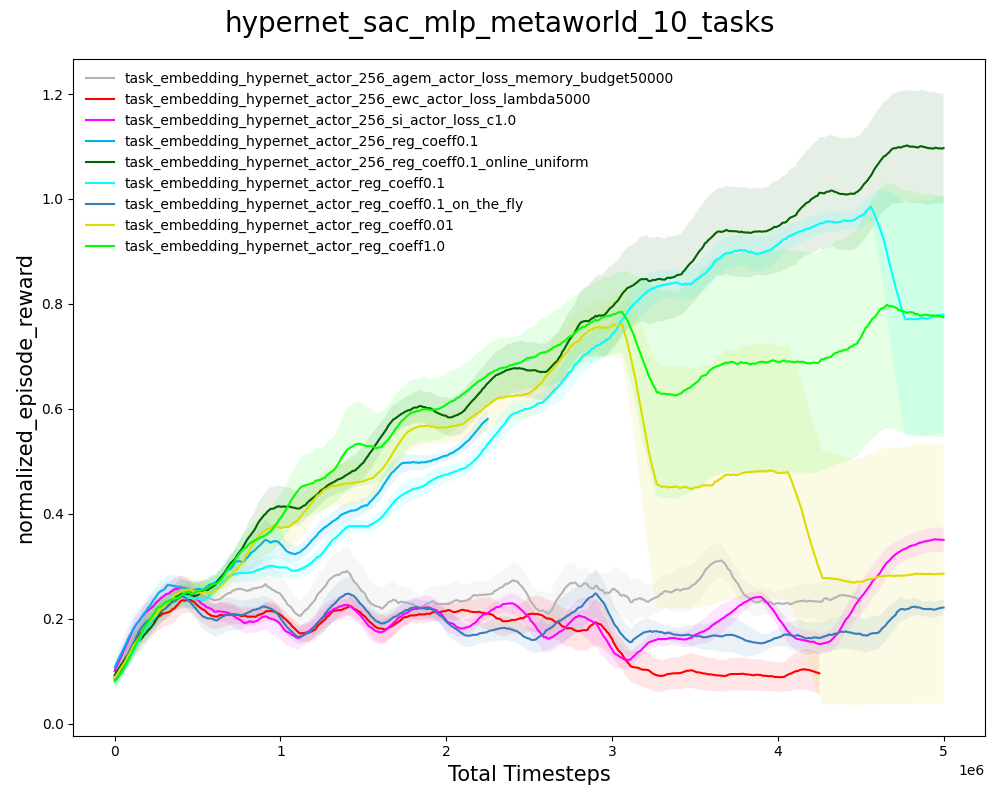 hypernet_sac_mlp_metaworld_10_tasks
task_embedding_hypernet_actor_256_agem_actor_loss_memory_budget50000
task_embedding_hypernet_actor_256_ewc_actor_loss_lambda5000
task_embedding_hypernet_actor_256_si_actor_loss_c1.0
task_embedding_hypernet_actor_256_reg_coeff0.1
task_embedding_hypernet_actor_256_reg_coeff0.1_online_uniform
task_embedding_hypernet_actor_reg_coeff0.1
task_embedding_hypernet_actor_reg_coeff0.1_on_the_fly
task_embedding_hypernet_actor_reg_coeff0.01
task_embedding_hypernet_actor_reg_coeff1.0
normalized_episode_reward
1.2
1.0
0.8
0.6
0.4
0.2
0.0
0 1 2 3 4 5
1e6
Total Timesteps